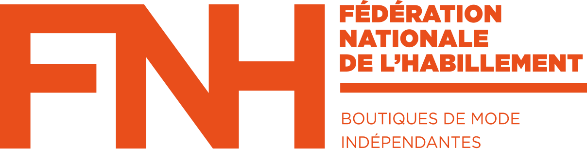 FNH
FÉDÉRATION
NATIONALE
DE L'HABILLEMENT
BOUTIQUES DE MODE
INDÉPENDANTES